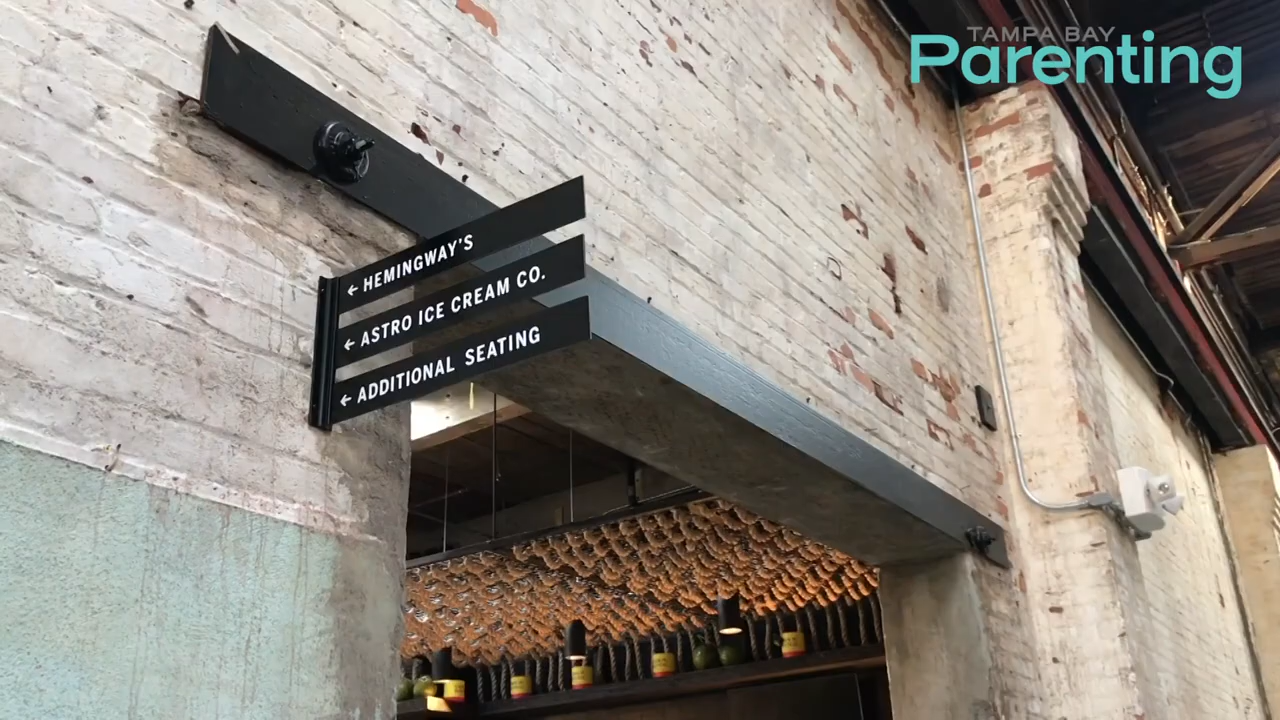 TAMPA BAY
Parenting
← HEMINGWAY'S
← ASTRO ICE CREAM CO.
← ADDITIONAL SEATING